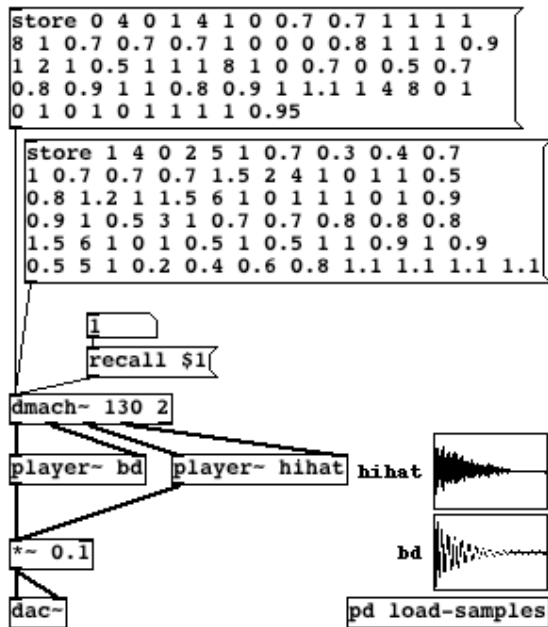 store 0 4 0 1 4 1 0 0.7 0.7 1 1 1 1
8 1 0.7 0.7 0.7 1 0 0 0 0.8 1 1 1 0.9
1 2 1 0.5 1 1 1 8 1 0 0.7 0 0.5 0.7
0.8 0.9 1 1 0.8 0.9 1 1.1 1 4 8 0 1
0 1 0 1 0 1 1 1 1 0.95
store 1 4 0 2 5 1 0.7 0.3 0.4 0.7
1 0.7 0.7 0.7 1.5 2 4 1 0 1 1 0.5
0.8 1.2 1 1.5 6 1 0 1 1 1 0 1 0.9
0.9 1 0.5 3 1 0.7 0.7 0.8 0.8 0.8
1.5 6 1 0 1 0.5 1 0.5 1 1 0.9 1 0.9
0.5 5 1 0.2 0.4 0.6 0.8 1.1 1.1 1.1 1.1
1
recall $1
dmach~ 130 2
player~ bd
player~ hihat
hihat
*~ 0.1
bd
dac~
pd load-samples